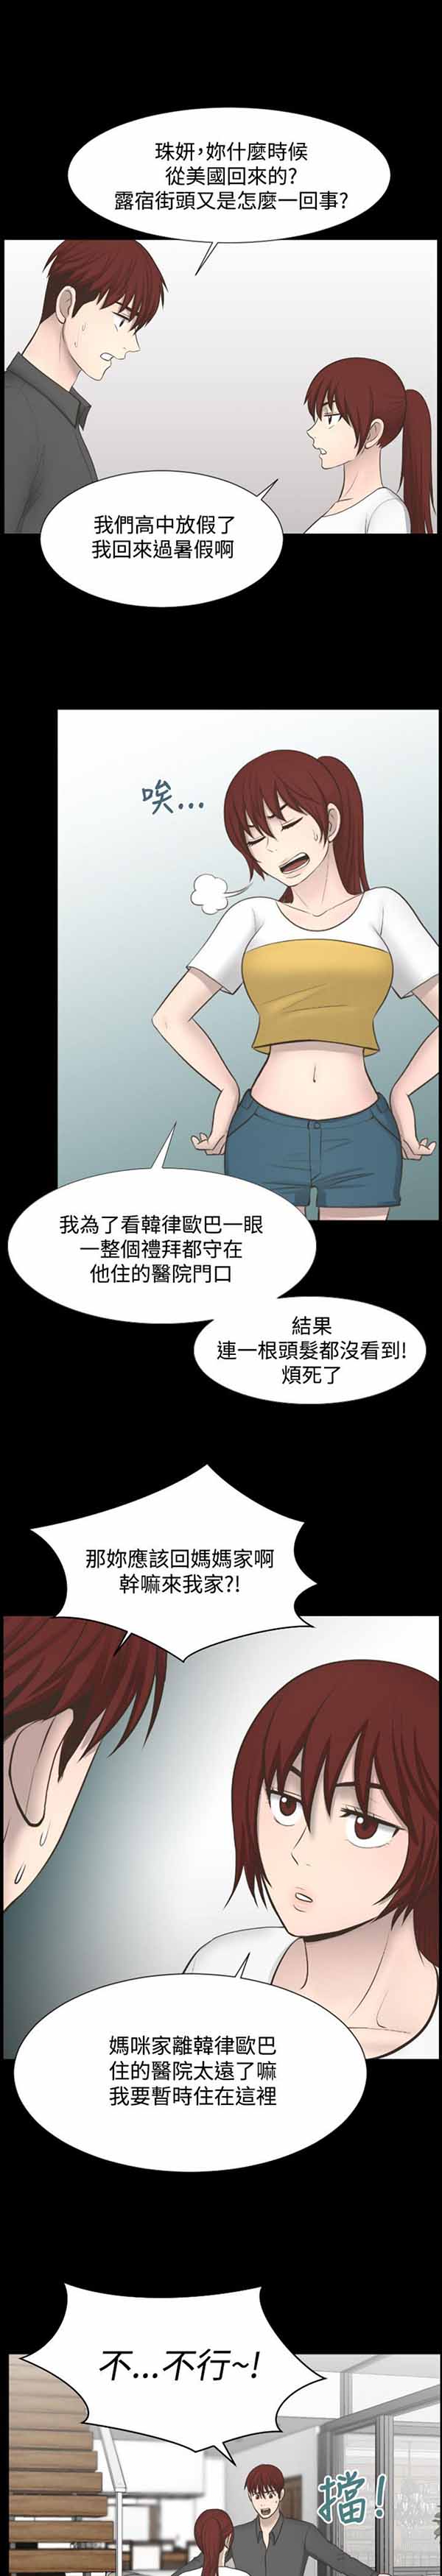 珠妍，妳什麼時候
從美國回來的?
露宿街頭又是怎麼一回事?
我們高中放假了
我回來過暑假啊
唉...
我為了看韓律歐巴一眼
一整個禮拜都守在
他住的醫院門口
結果
連一根頭髮都沒看到!
煩死了
那妳應該回媽媽家啊
幹嘛來我家?!
媽咪家離韓律歐巴
住的醫院太遠了嘛
我要暫時住在這裡
不...不行~!
擋!